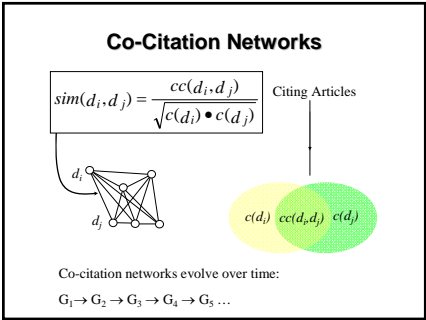 Co-Citation Networks
sim(d_i, d_j) = cc(d_i, d_j) / √(c(d_i) • c(d_j))
Citing Articles
d_i
d_j
c(d_i) cc(d_i,d_j) c(d_j)
Co-citation networks evolve over time:
G₁→ G₂ → G₃ → G₄ → G₅ …